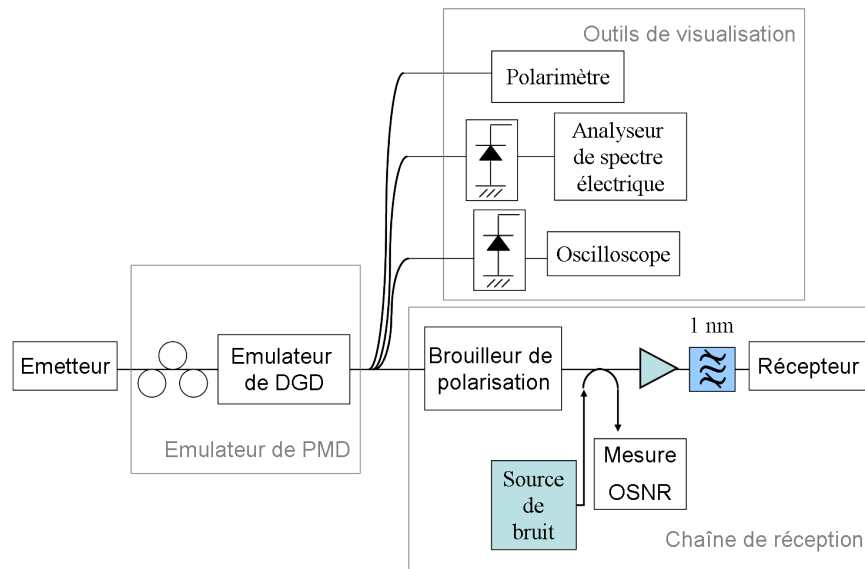 Outils de visualisation
Polarimètre
Analyseur
de spectre
électrique
Oscilloscope
1 nm
Emetteur
Emulateur
de DGD
Brouilleur de
polarisation
Récepteur
Emulateur de PMD
Mesure
OSNR
Source
de
bruit
Chaîne de réception